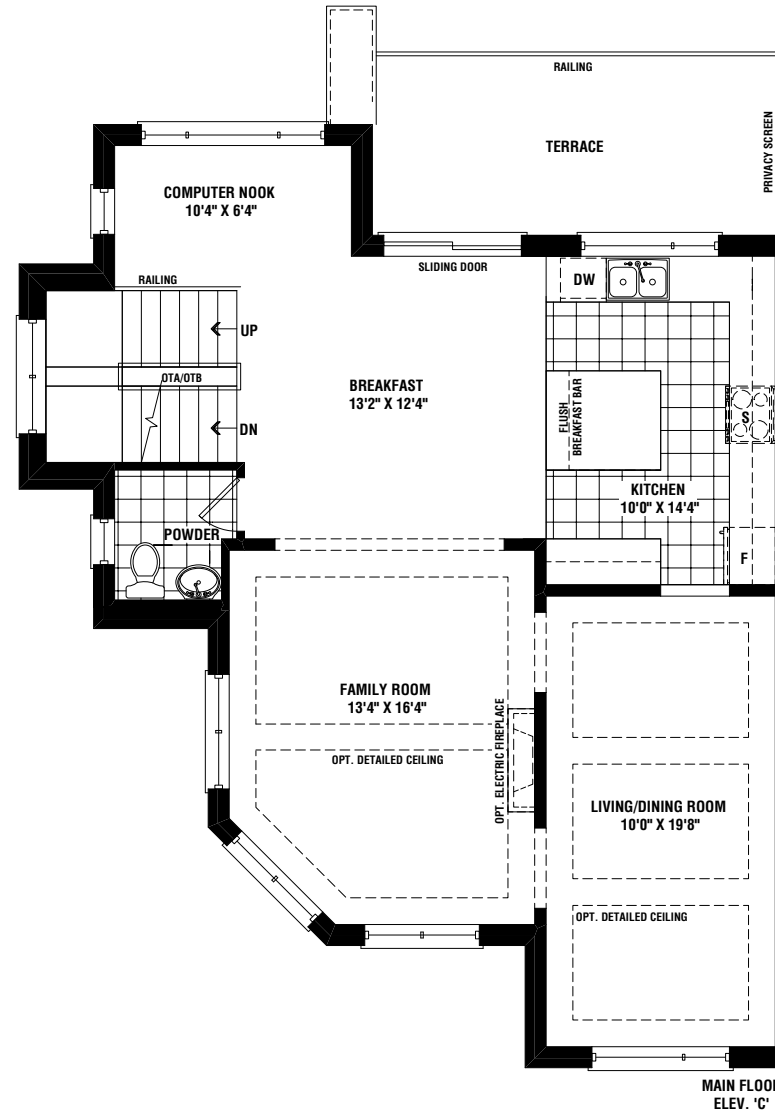 RAILING
PRIVACY SCREEN
TERRACE
COMPUTER NOOK
10'4" X 6'4"
SLIDING DOOR
DW
RAILING
UP
OTA/OTB
BREAKFAST
13'2" X 12'4"
DN
FLUSH
BREAKFAST BAR
S
KITCHEN
10'0" X 14'4"
POWDER
F
FAMILY ROOM
13'4" X 16'4"
OPT. ELECTRIC FIREPLACE
OPT. DETAILED CEILING
LIVING/DINING ROOM
10'0" X 19'8"
OPT. DETAILED CEILING
MAIN FLOOR
ELEV. 'C'